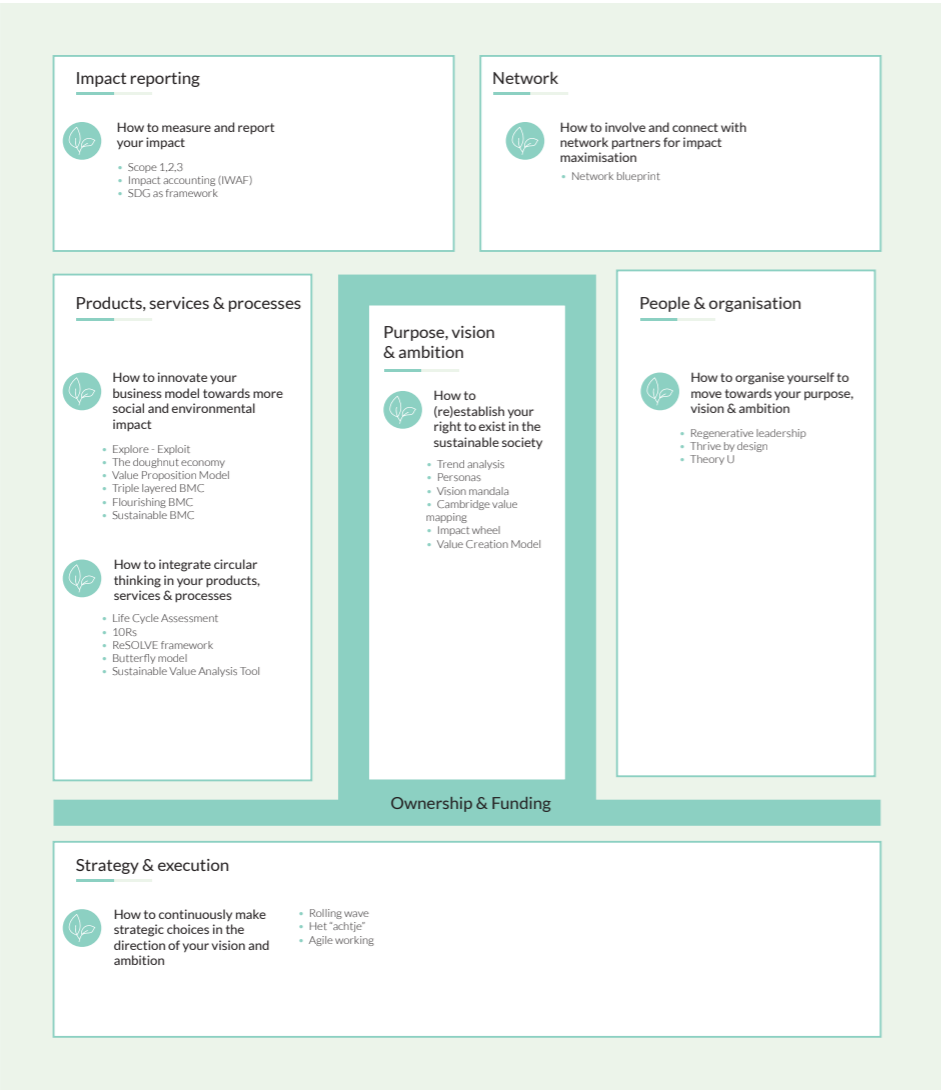 Impact reporting
How to measure and report
your impact
• Scope 1,2,3
• Impact accounting (IWAF)
• SDG as framework
Network
How to involve and connect with
network partners for impact
maximisation
• Network blueprint
Products, services & processes
How to innovate your
business model towards more
social and environmental
impact
• Explore - Exploit
• The doughnut economy
• Value Proposition Model
• Triple layered BMC
• Flourishing BMC
• Sustainable BMC
How to integrate circular
thinking in your products,
services & processes
• Life Cycle Assessment
• 10Rs
• ReSOLVE framework
• Butterfly model
• Sustainable Value Analysis Tool
Purpose, vision
& ambition
How to
(re)establish your
right to exist in the
sustainable society
• Trend analysis
• Personas
• Vision mandala
• Cambridge value
mapping
• Impact wheel
• Value Creation Model
People & organisation
How to organise yourself to
move towards your purpose,
vision & ambition
• Regenerative leadership
• Thrive by design
• Theory U
Ownership & Funding
Strategy & execution
How to continuously make
strategic choices in the
direction of your vision and
ambition
• Rolling wave
• Het "achtje"
• Agile working